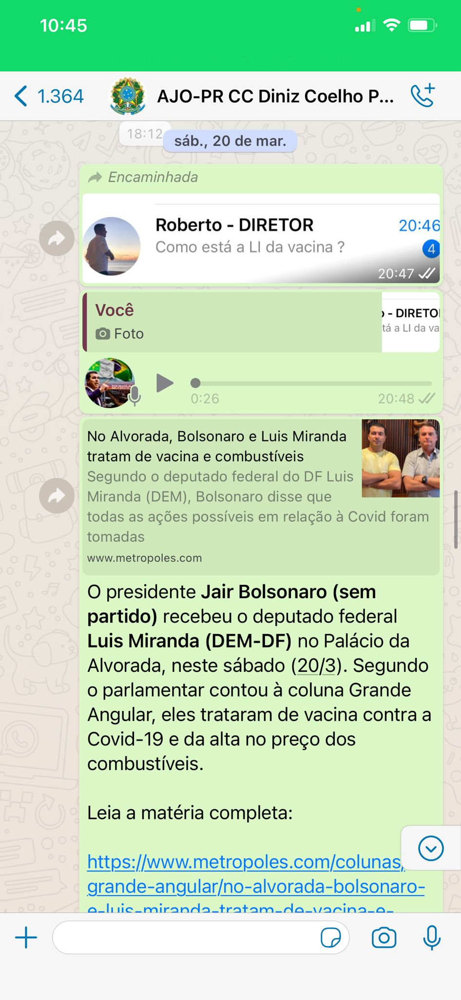 10:45
1.364
AJO-PR CC Diniz Coelho P...
18:12
sáb., 20 de mar.
Encaminhada
Roberto - DIRETOR
20:46
Como está a LI da vacina ?
4
20:47
Você
Foto
o - DIRETO
tá a LI da va
0:26
20:48
No Alvorada, Bolsonaro e Luis Miranda
tratam de vacina e combustíveis
Segundo o deputado federal do DF Luis
Miranda (DEM), Bolsonaro disse que
todas as ações possíveis em relação à Covid foram
tomadas
www.metropoles.com
O presidente Jair Bolsonaro (sem
partido) recebeu o deputado federal
Luis Miranda (DEM-DF) no Palácio da
Alvorada, neste sábado (20/3). Segundo
o parlamentar contou à coluna Grande
Angular, eles trataram de vacina contra a
Covid-19 e da alta no preço dos
combustíveis.
Leia a matéria completa:
https://www.metropoles.com/colunas/
grande-angular/no-alvorada-bolsonaro-
e-luis-miranda-tratam-de-vacina-e-